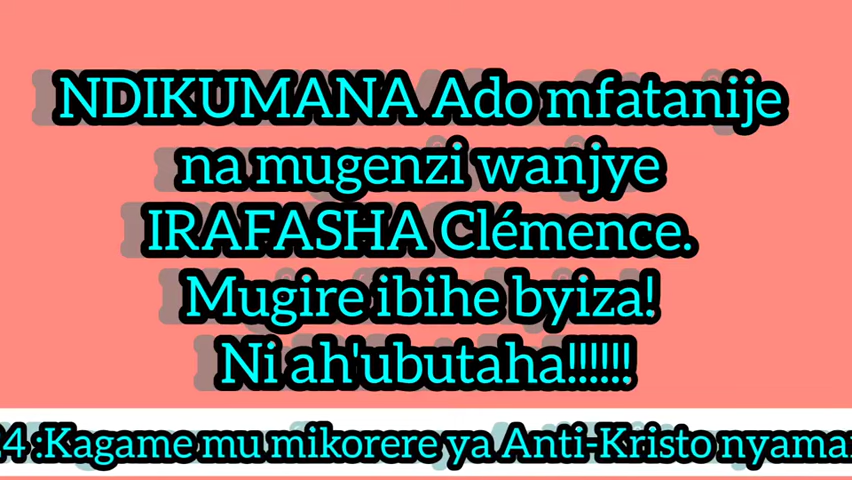 NDIKUMANA Ado mfatanije
na mugenzi wanjye
IRAFASHA Clémence.
Mugire ibihe byiza!
Ni ah'ubutaha!!!!!!
4 :Kagame mu mikorere ya Anti-Kristo